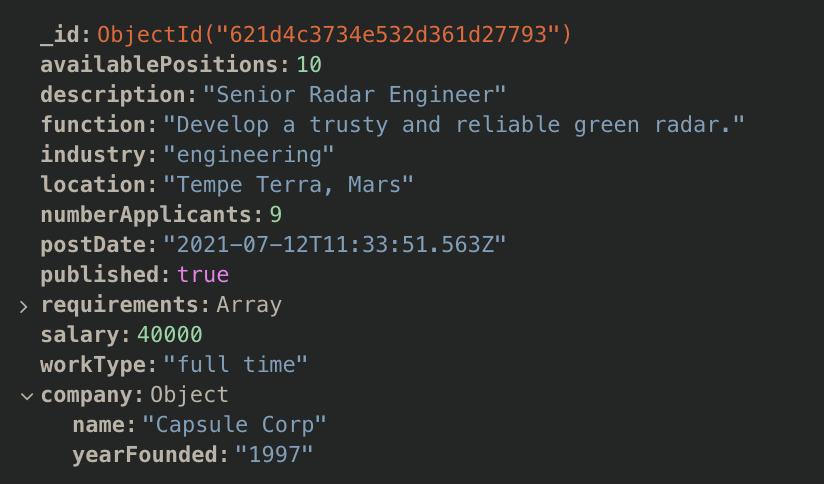 _id: ObjectId("621d4c3734e532d361d27793")
availablePositions: 10
description: "Senior Radar Engineer"
function: "Develop a trusty and reliable green radar."
industry: "engineering"
location: "Tempe Terra, Mars"
numberApplicants: 9
postDate: "2021-07-12T11:33:51.563Z"
published: true
requirements: Array
salary: 40000
workType: "full time"
company: Object
name: "Capsule Corp"
yearFounded: "1997"